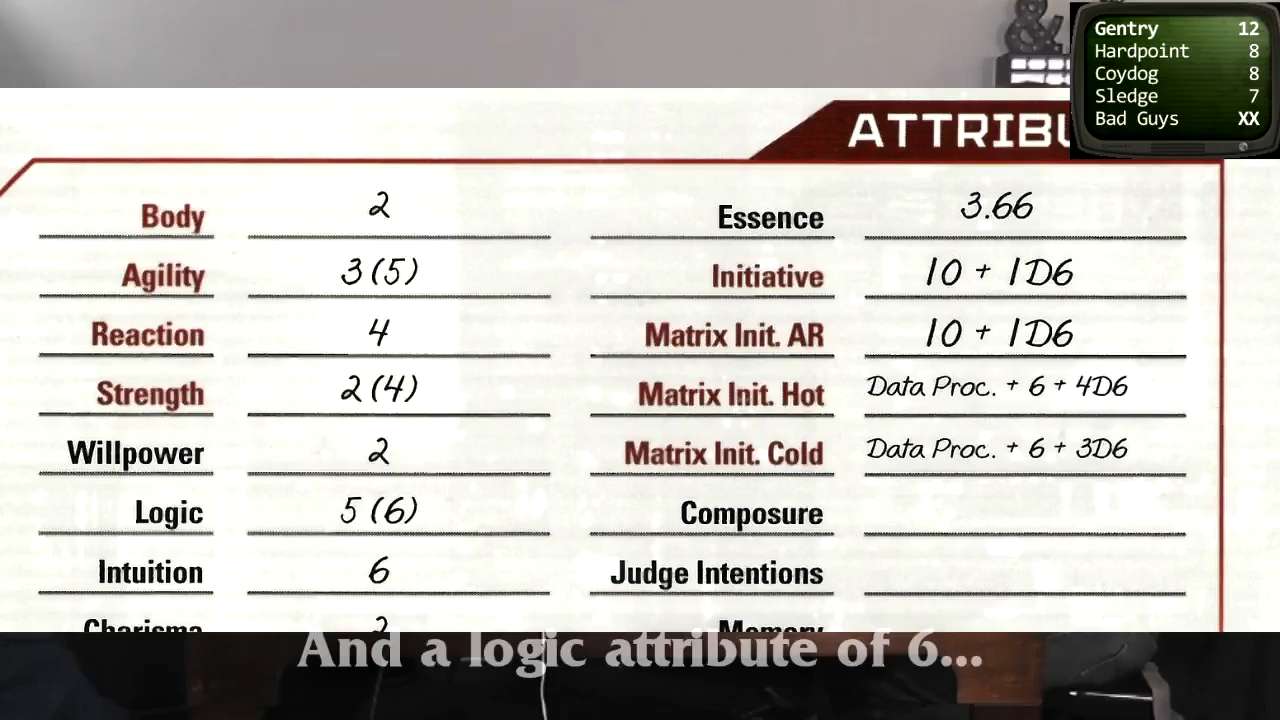 &
Gentry 12
Hardpoint 8
Coydog 8
Sledge 7
Bad Guys XX
ATTRIBU
Body 2 Essence 3.66
Agility 3 (5) Initiative 10 + 1D6
Reaction 4 Matrix Init. AR 10 + 1D6
Strength 2 (4) Matrix Init. Hot Data Proc. + 6 + 4D6
Willpower 2 Matrix Init. Cold Data Proc. + 6 + 3D6
Logic 5 (6) Composure
Intuition 6 Judge Intentions
Charisma 2 Memory
And a logic attribute of 6...